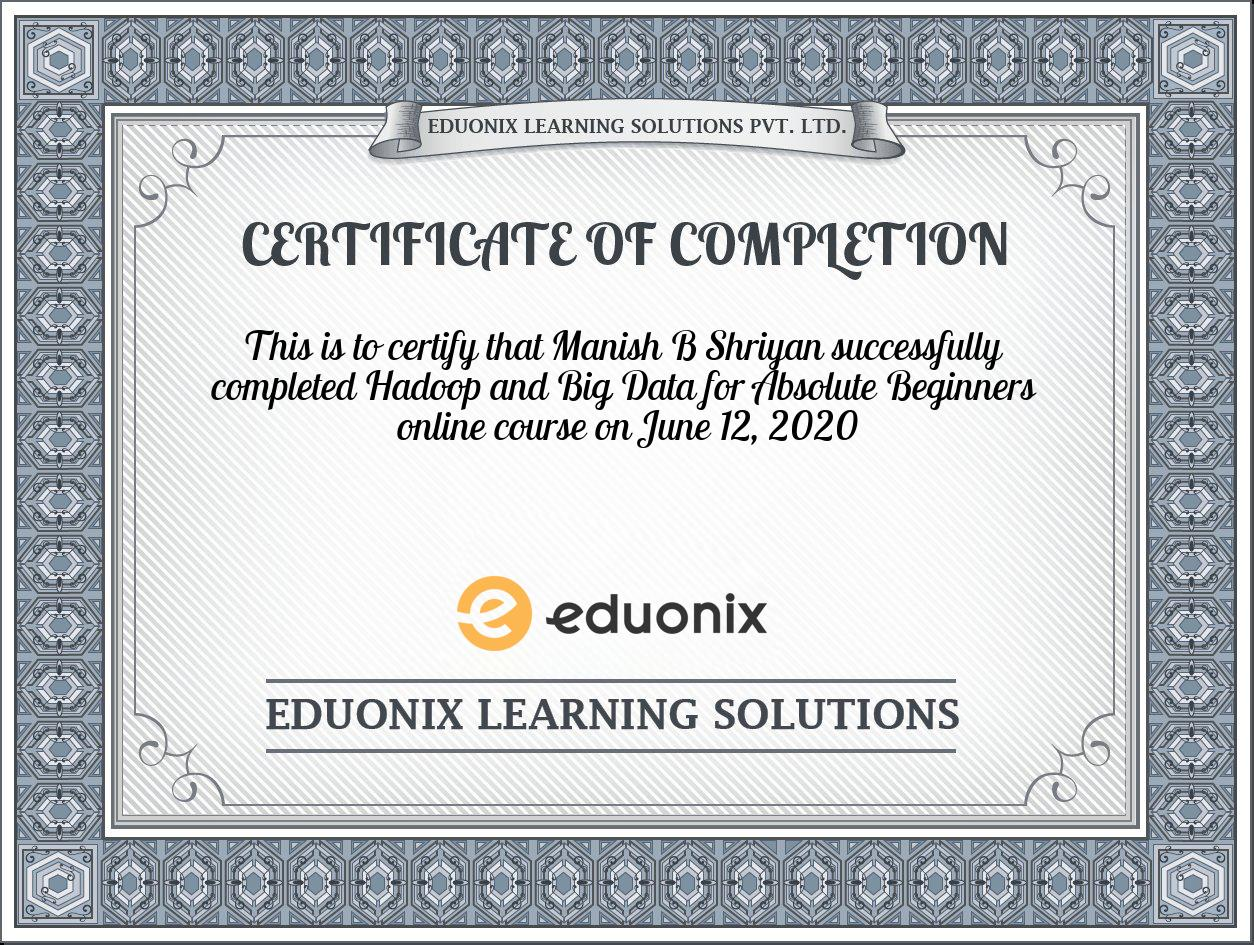 EDUONIX LEARNING SOLUTIONS PVT. LTD.
CERTIFICATE OF COMPLETION
This is to certify that Manish B Shriyan successfully
completed Hadoop and Big Data for Absolute Beginners
online course on June 12, 2020
eduonix
EDUONIX LEARNING SOLUTIONS